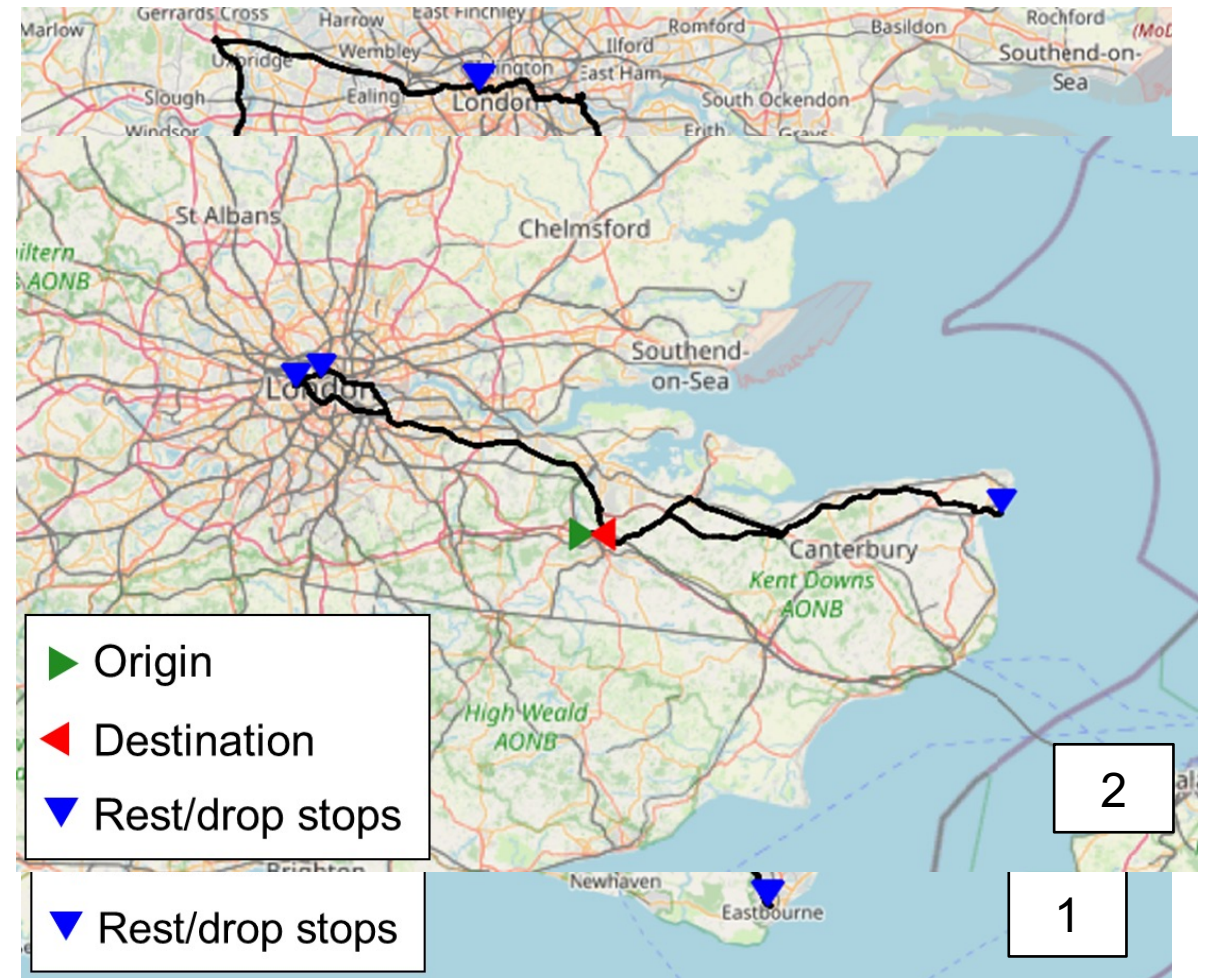 Gerrards Cross
East Finchley
Rochford
Marlow
Harrow
Romford
Basildon
(MoD
Wembley
Ilford
Southend-on-
Sea
Uxbridge
East Ham
Slough
Ealing
London
South Ockendon
Windsor
Erith
Grays
St Albans
Chelmsford
AONB
Southend-
on-Sea
London
Canterbury
Kent Downs
AONB
Origin
High Weald
AONB
Destination
2
Rest/drop stops
Brighton
Newhaven
Eastbourne
1
Rest/drop stops